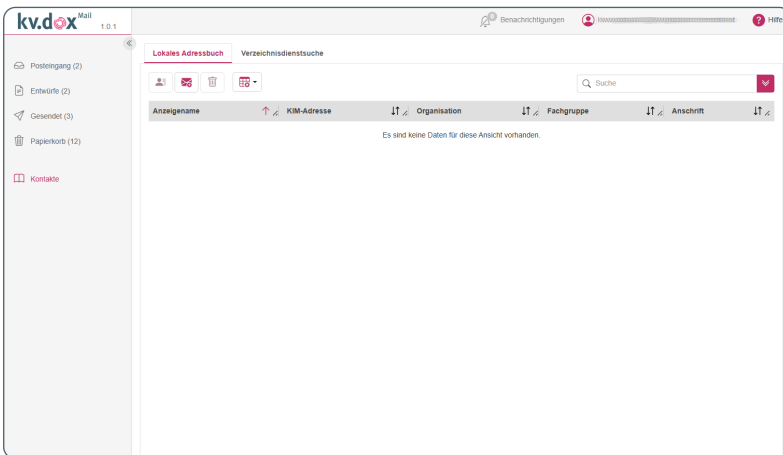 kv.dox Mail 1.0.1
0 Benachrichtigungen
? Hilfe
Lokales Adressbuch Verzeichnisdienstsuche
Posteingang (2)
Entwürfe (2)
Gesendet (3)
Papierkorb (12)
Kontakte
Suche
Anzeigename KIM-Adresse Organisation Fachgruppe Anschrift
Es sind keine Daten für diese Ansicht vorhanden.